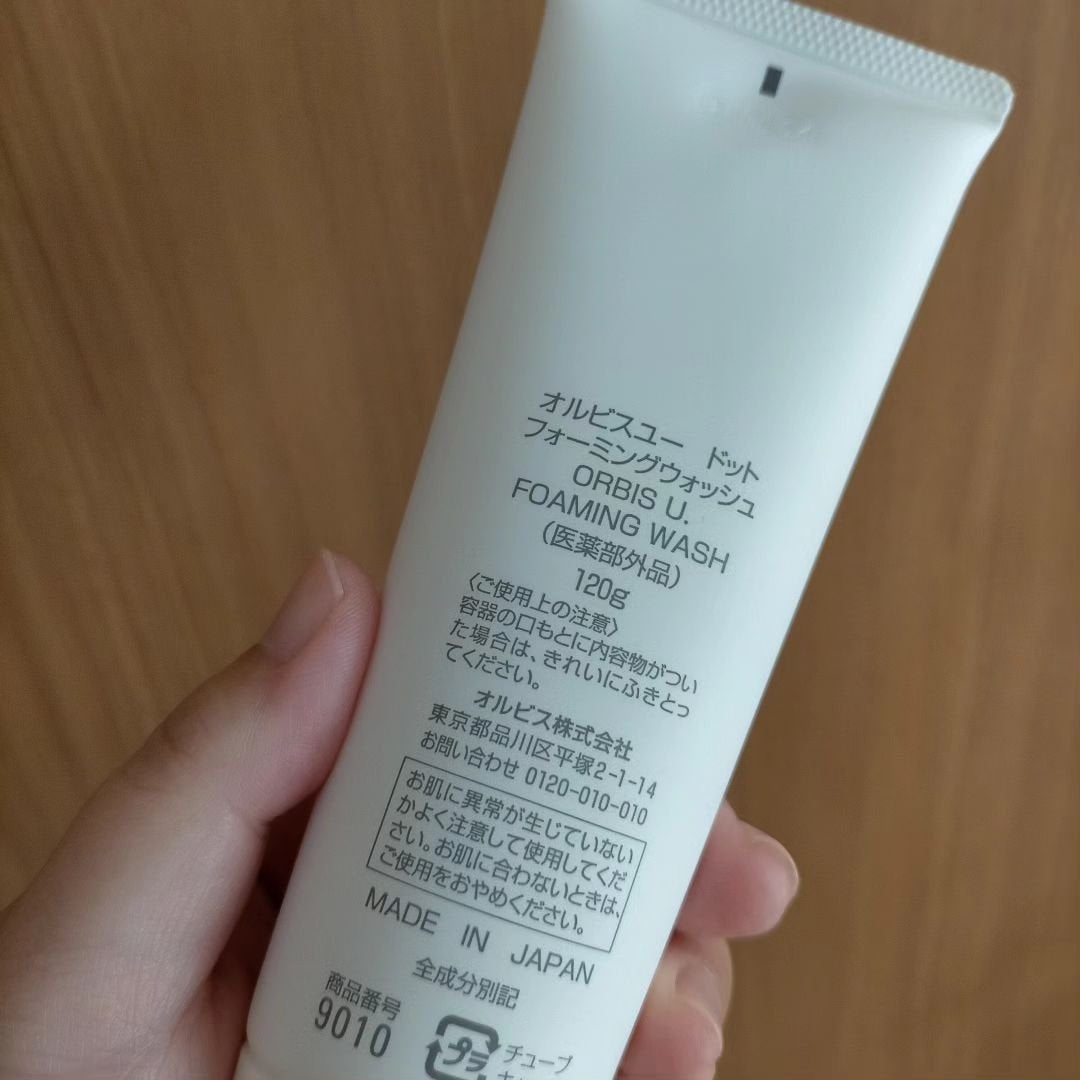 オルビスユー ドット
フォーミングウォッシュ
ORBIS U.
FOAMING WASH
(医薬部外品)
120g
〈ご使用上の注意〉
容器の口もとに内容物がつい
た場合は、きれいにふきとっ
てください。
オルビス株式会社
東京都品川区平塚2-1-14
お問い合わせ 0120-010-010
お肌に異常が生じていない
かよく注意して使用してくだ
さい。お肌に合わないときは、
ご使用をおやめください。
MADE IN JAPAN
全成分別記
商品番号
9010
プラ
チューブ